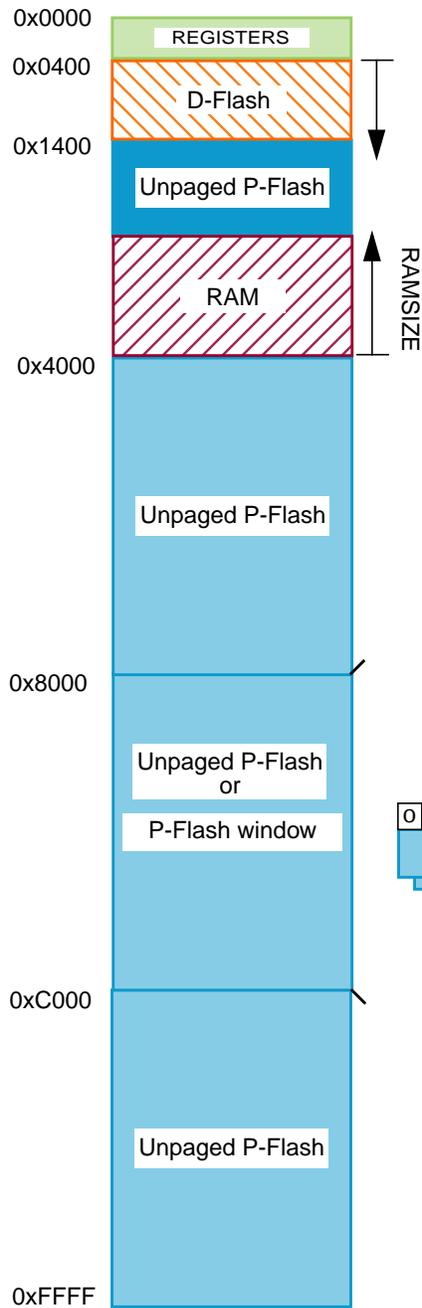 0x0000
REGISTERS
0x0400
D-Flash
0x1400
Unpaged P-Flash
RAM
RAMSIZE
0x4000
Unpaged P-Flash
0x8000
Unpaged P-Flash
or
P-Flash window
0
0xC000
Unpaged P-Flash
0xFFFF